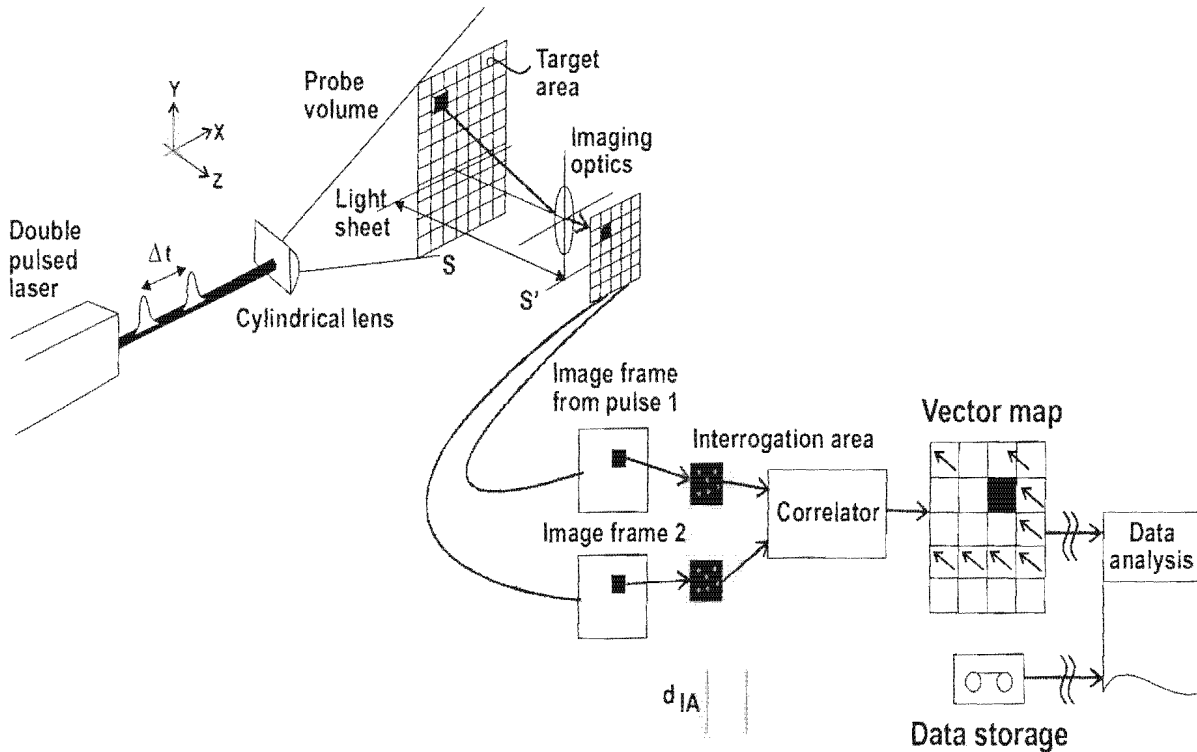 Target
area
Probe
volume
Y
X
Z
Imaging
optics
Light
sheet
Double
pulsed
laser
Δt
S
S'
Cylindrical lens
Image frame
from pulse 1
Vector map
Interrogation area
Correlator
Image frame 2
Data
analysis
d IA
Data storage